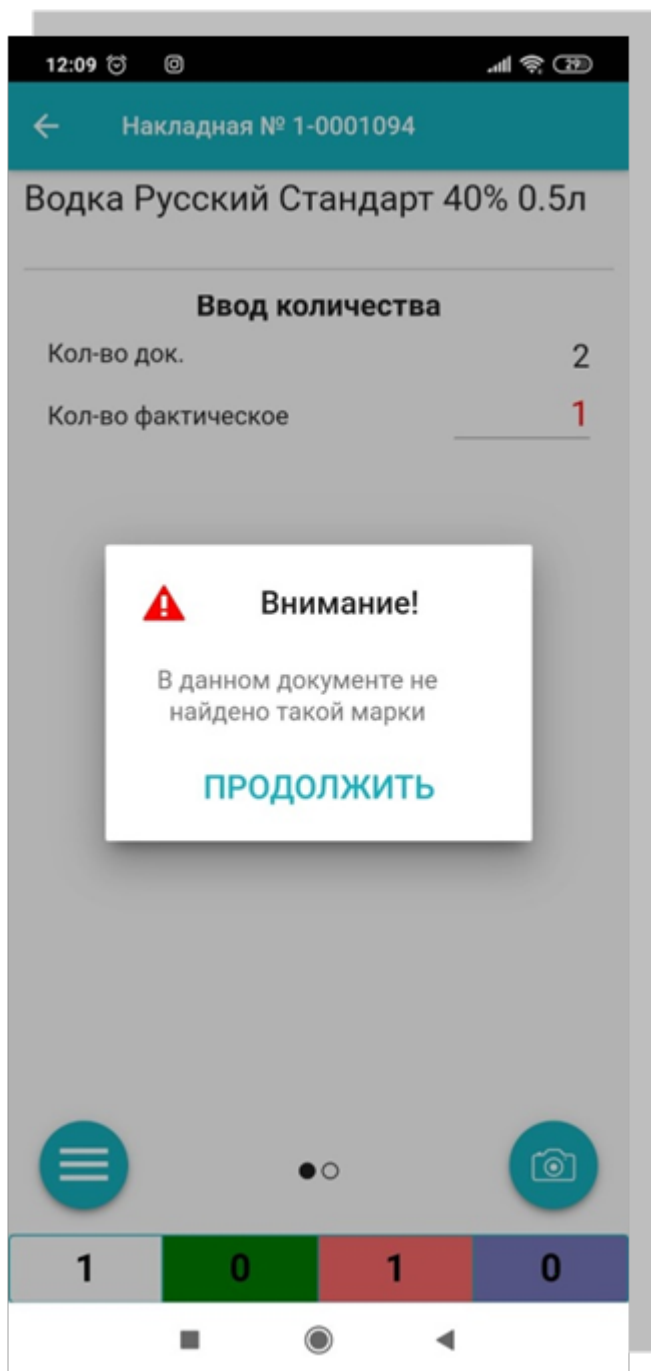 12:09
29
Накладная № 1-0001094
Водка Русский Стандарт 40% 0.5л
Ввод количества
Кол-во док. 2
Кол-во фактическое 1
Внимание!
В данном документе не
найдено такой марки
ПРОДОЛЖИТЬ
1 0 1 0